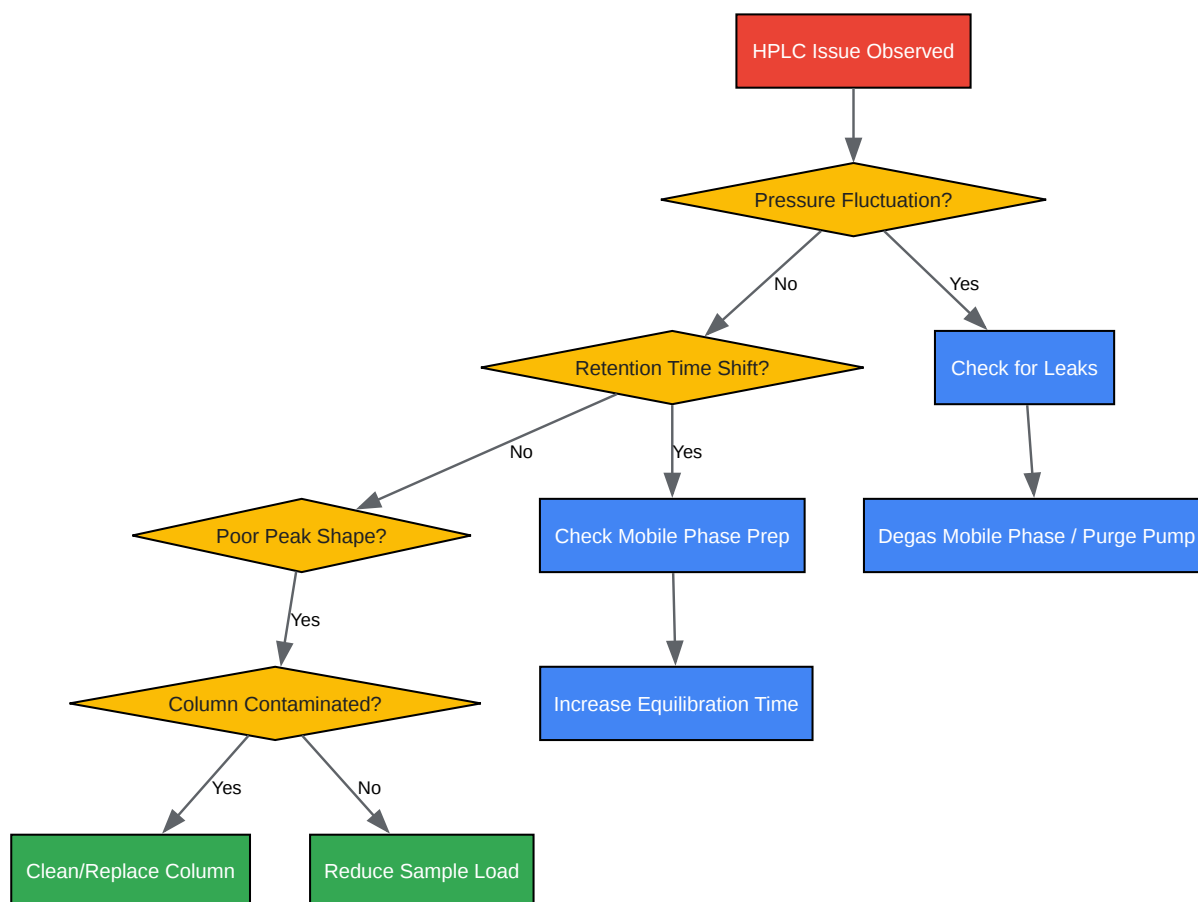 HPLC Issue Observed
Pressure Fluctuation?
No
Yes
Retention Time Shift?
Check for Leaks
No
Yes
Poor Peak Shape?
Check Mobile Phase Prep
Degas Mobile Phase / Purge Pump
Yes
Column Contaminated?
Increase Equilibration Time
Yes
No
Clean/Replace Column
Reduce Sample Load